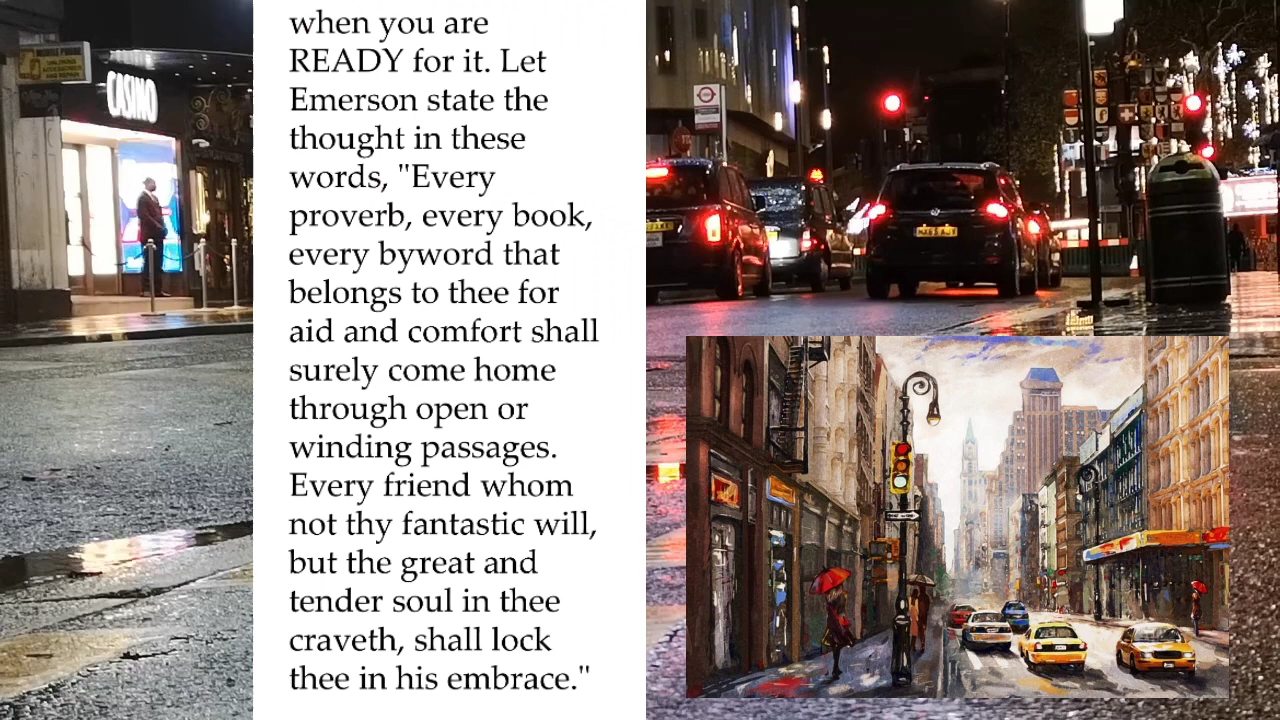 CASINO
when you are
READY for it. Let
Emerson state the
thought in these
words, "Every
proverb, every book,
every byword that
belongs to thee for
aid and comfort shall
surely come home
through open or
winding passages.
Every friend whom
not thy fantastic will,
but the great and
tender soul in thee
craveth, shall lock
thee in his embrace."